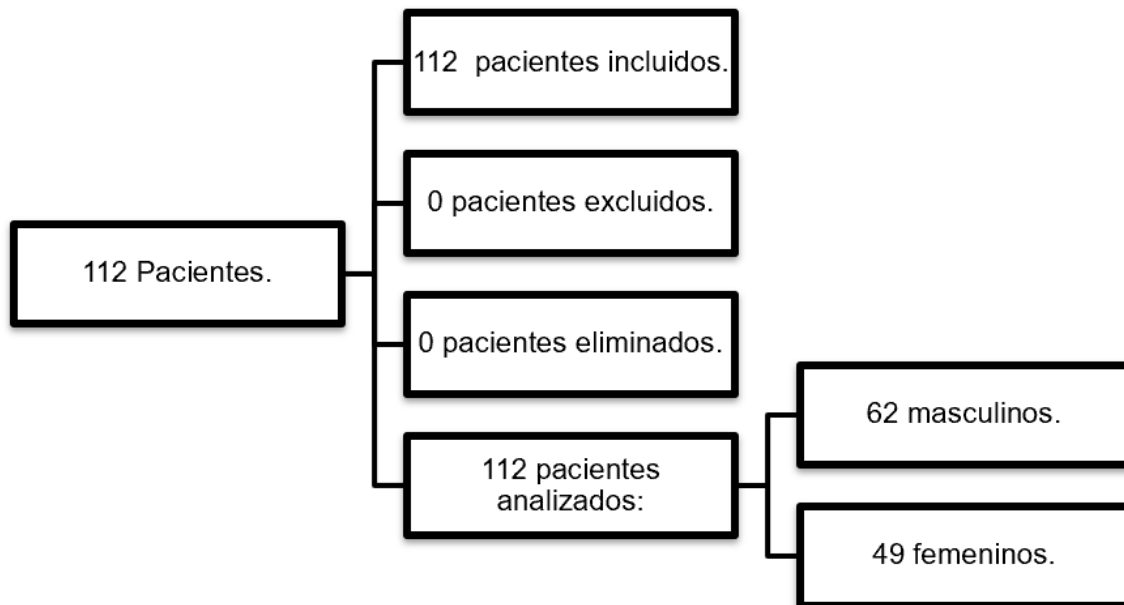 112  pacientes incluidos.
0 pacientes excluidos.
112 Pacientes.
0 pacientes eliminados.
112 pacientes
analizados:
62 masculinos.
49 femeninos.